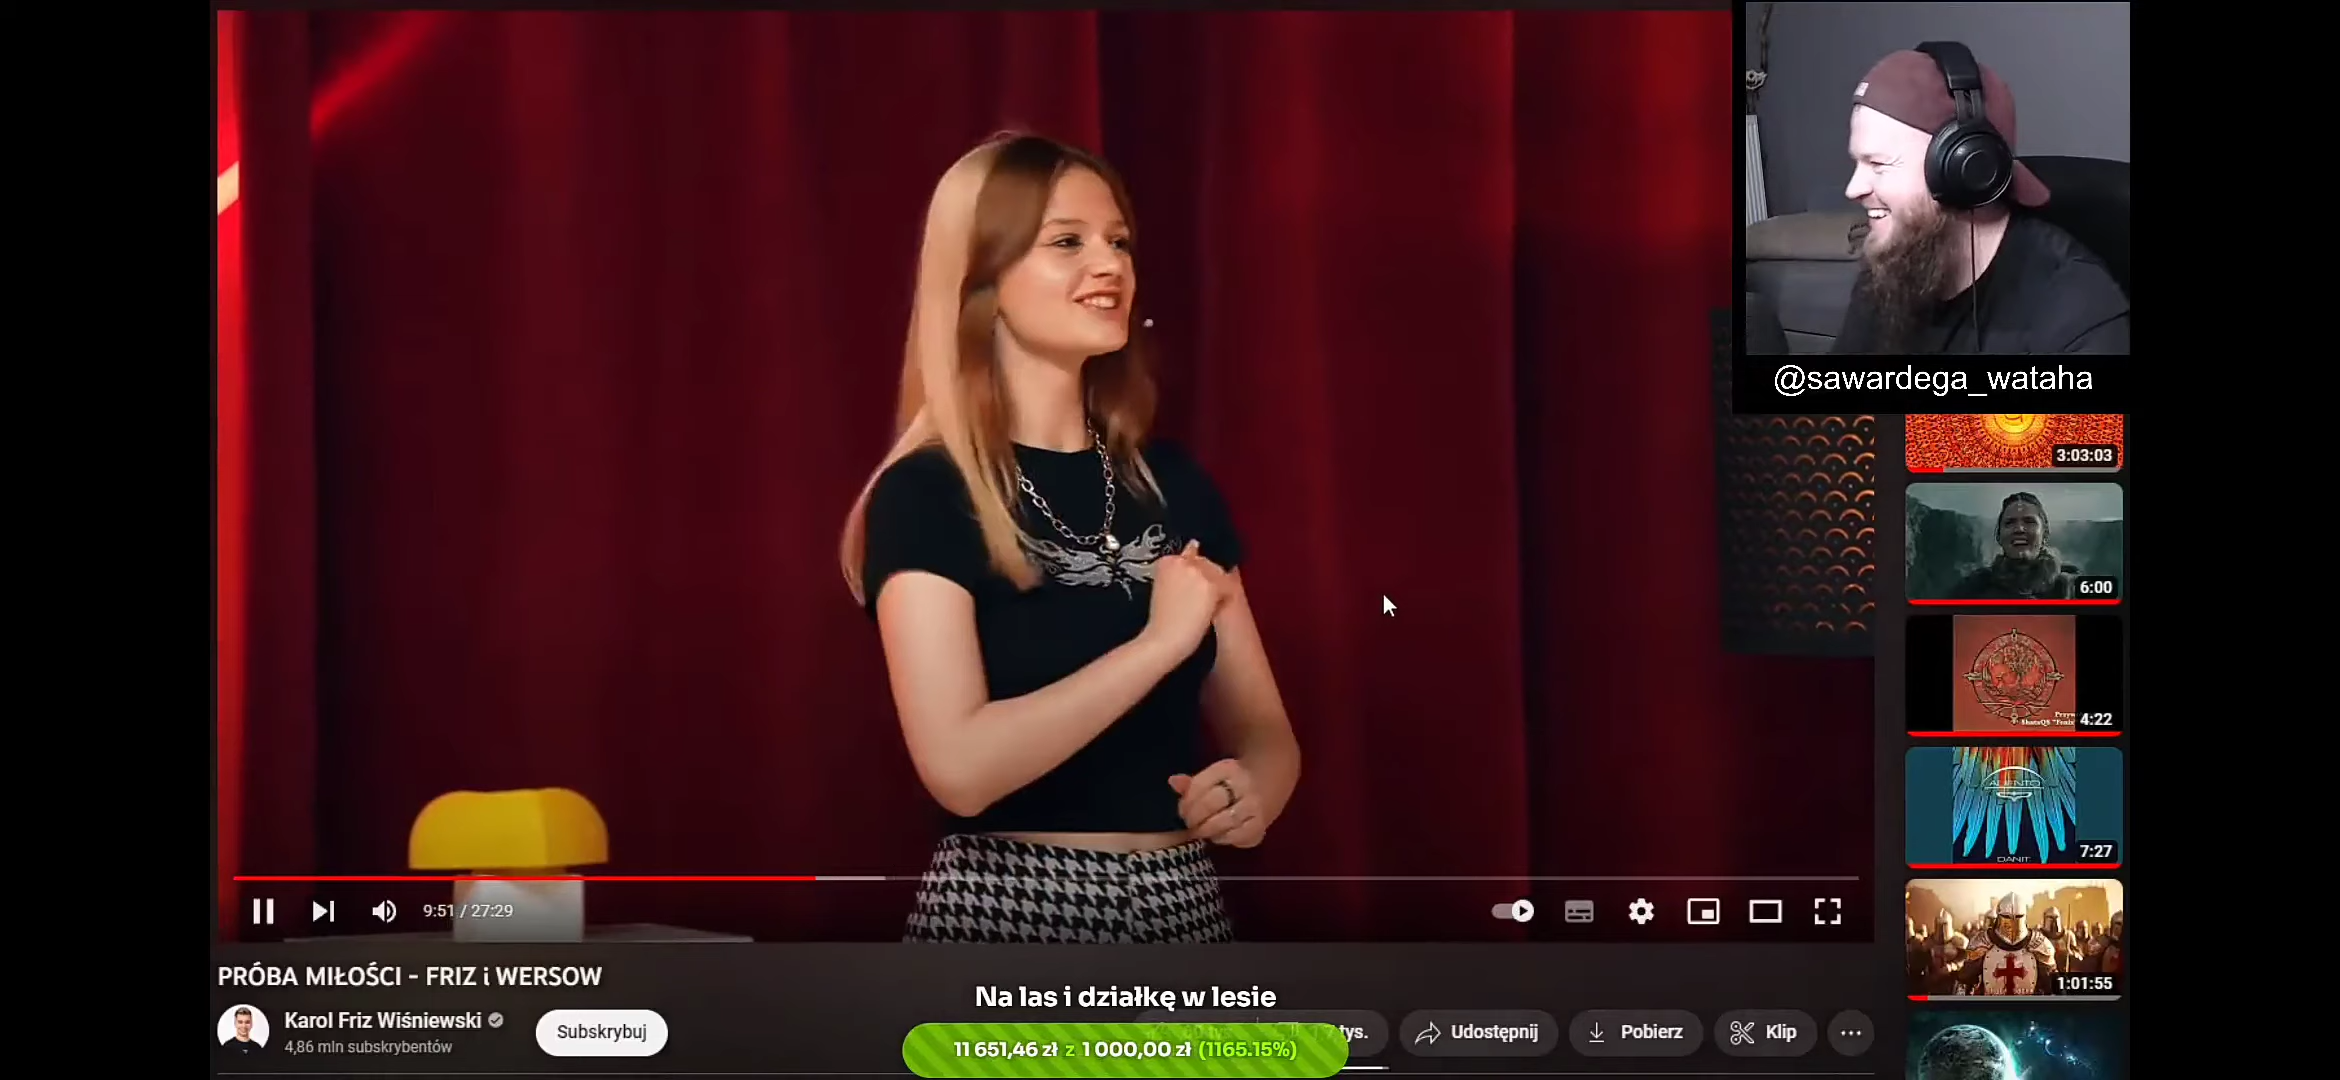 @sawardega_wataha
3:03:03
6:00
4:22
ALIENTO
DANIT
7:27
1:01:55
9:51 / 27:29
PRÓBA MIŁOŚCI - FRIZ i WERSOW
Karol Friz Wiśniewski
4,86 mln subskrybentów
Subskrybuj
Na las i działkę w lesie
11 651,46 zł z 1 000,00 zł (1165.15%)
tys.
Udostępnij
Pobierz
Klip